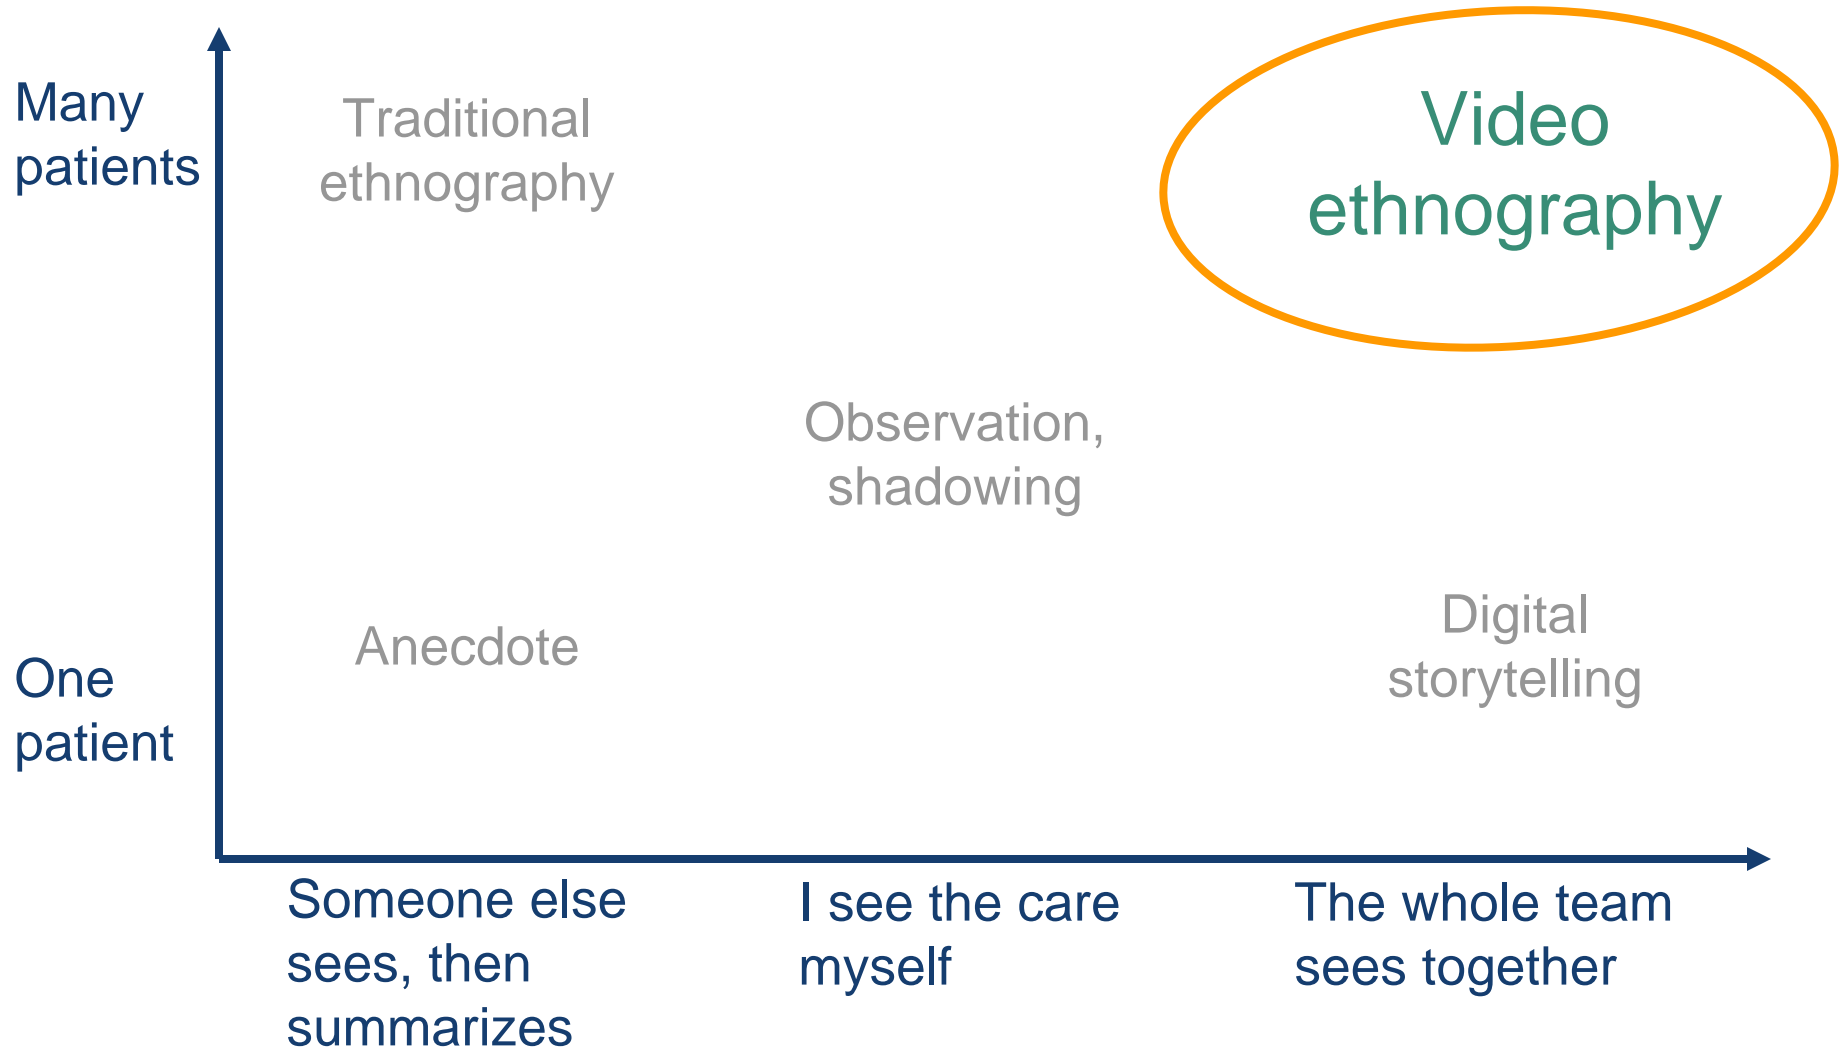 Many
patients
Traditional
ethnography
Video
ethnography
Observation,
shadowing
Anecdote
Digital
storytelling
One
patient
Someone else
sees, then
summarizes
I see the care
myself
The whole team
sees together